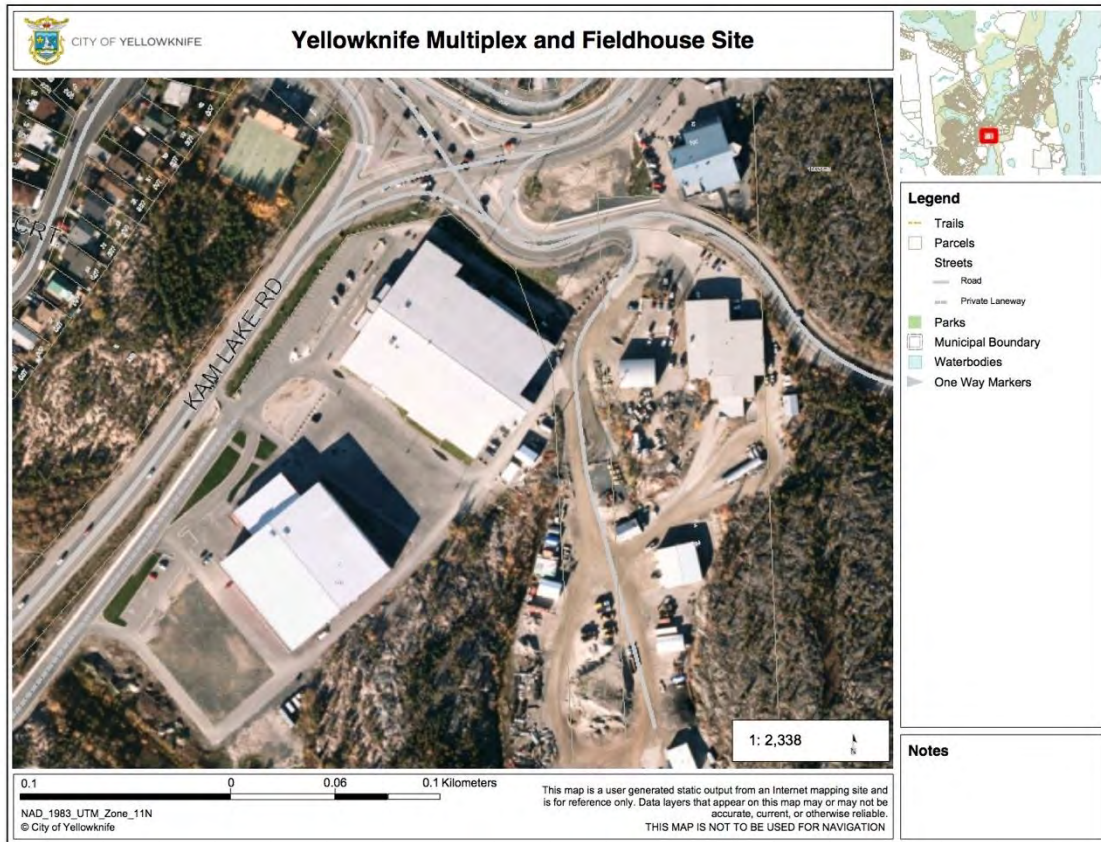 CITY OF YELLOWKNIFE
Yellowknife Multiplex and Fieldhouse Site
CRT
KAM LAKE RD
1: 2,338
N
Legend
Trails
Parcels
Streets
Road
Private Laneway
Parks
Municipal Boundary
Waterbodies
One Way Markers
Notes
0.1 0 0.06 0.1 Kilometers
NAD_1983_UTM_Zone_11N
© City of Yellowknife
This map is a user generated static output from an Internet mapping site and
is for reference only. Data layers that appear on this map may or may not be
accurate, current, or otherwise reliable.
THIS MAP IS NOT TO BE USED FOR NAVIGATION